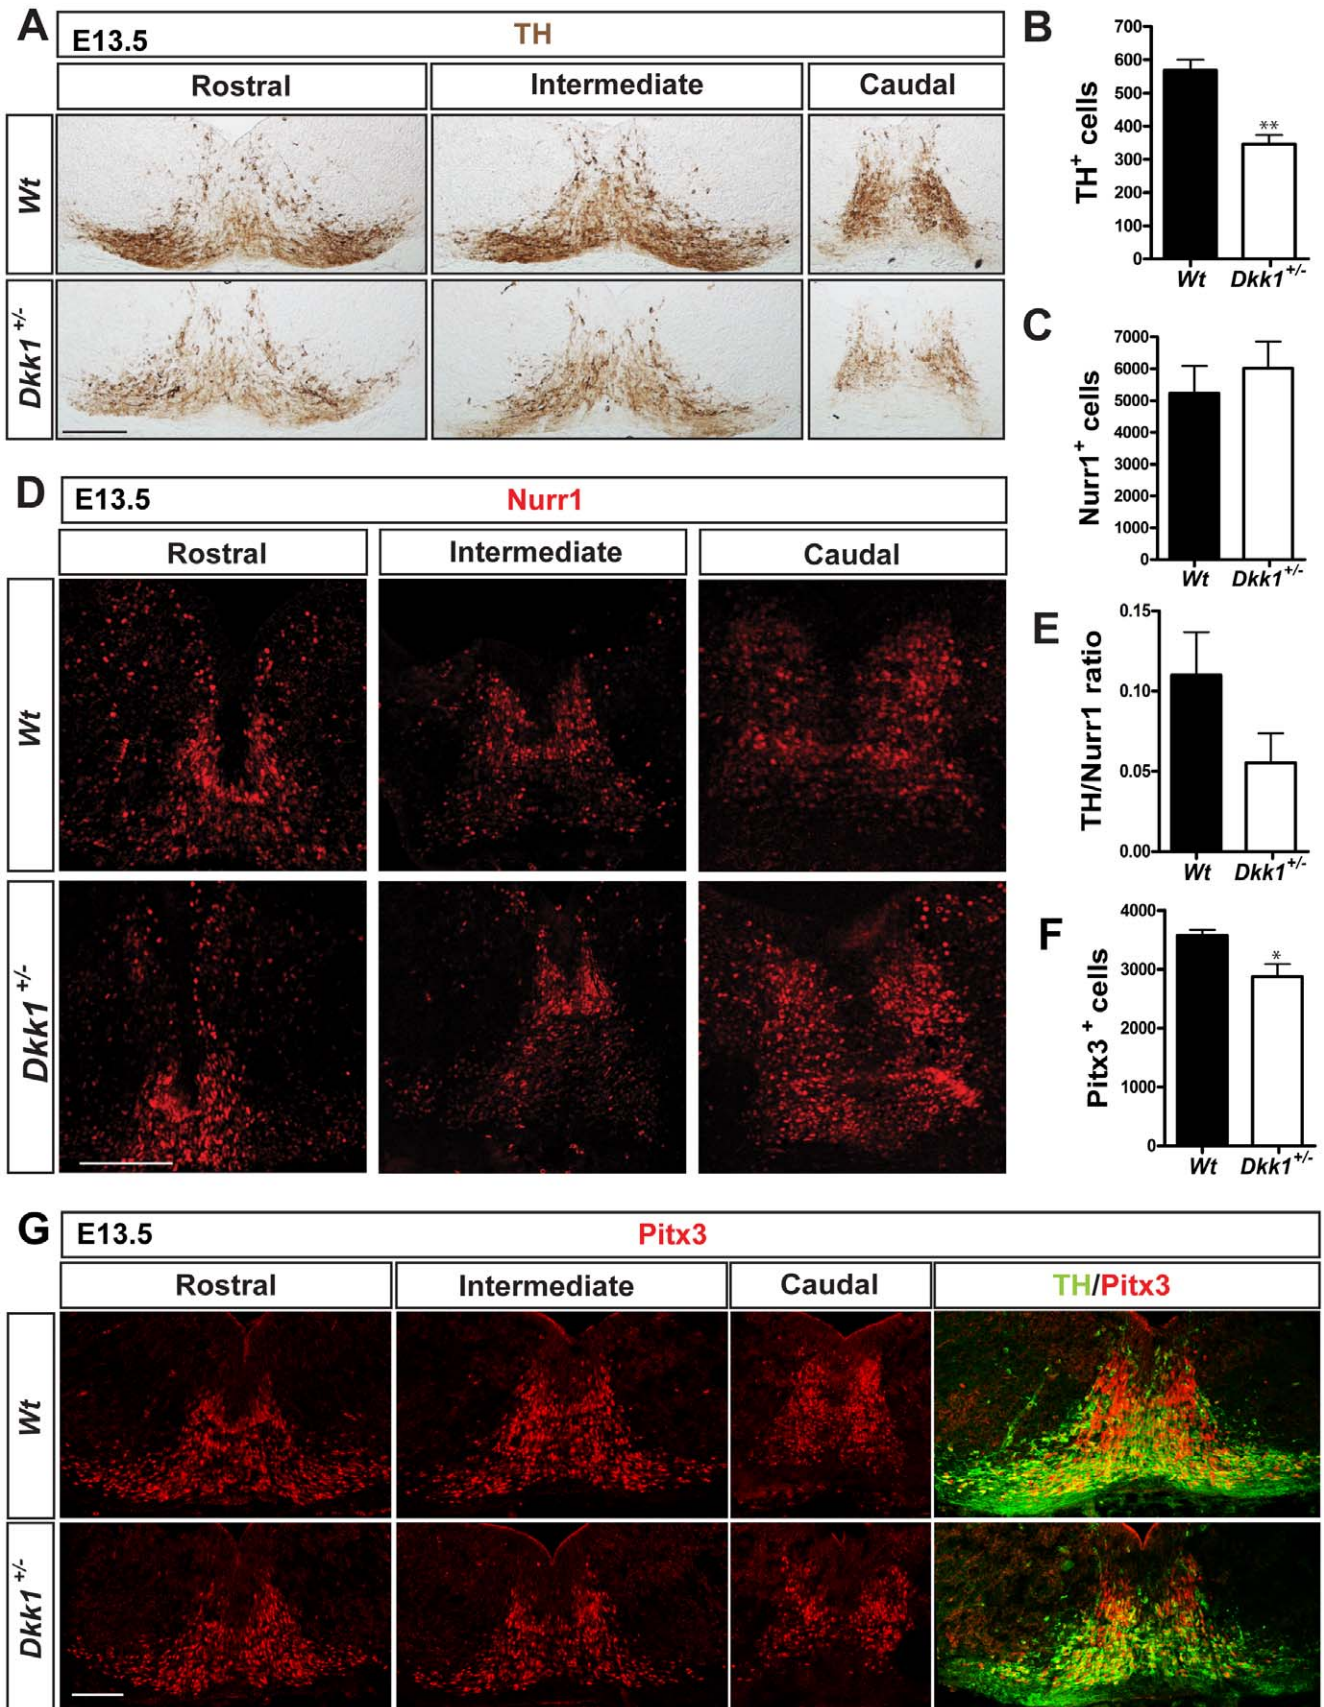 A
E13.5
TH
Rostral
Intermediate
Caudal
Wt
Dkk1 +/-
B
700
600
500
400
300
200
100
0
TH+ cells
**
Wt
Dkk1+/-
C
7000
6000
5000
4000
3000
2000
1000
0
Nurr1+ cells
Wt
Dkk1+/-
D
E13.5
Nurr1
Rostral
Intermediate
Caudal
Wt
Dkk1 +/-
E
0.15
0.10
0.05
0.00
TH/Nurr1 ratio
Wt
Dkk1+/-
F
4000
3000
2000
1000
0
Pitx3 + cells
*
Wt
Dkk1+/-
G
E13.5
Pitx3
Rostral
Intermediate
Caudal
TH/Pitx3
Wt
Dkk1+/-